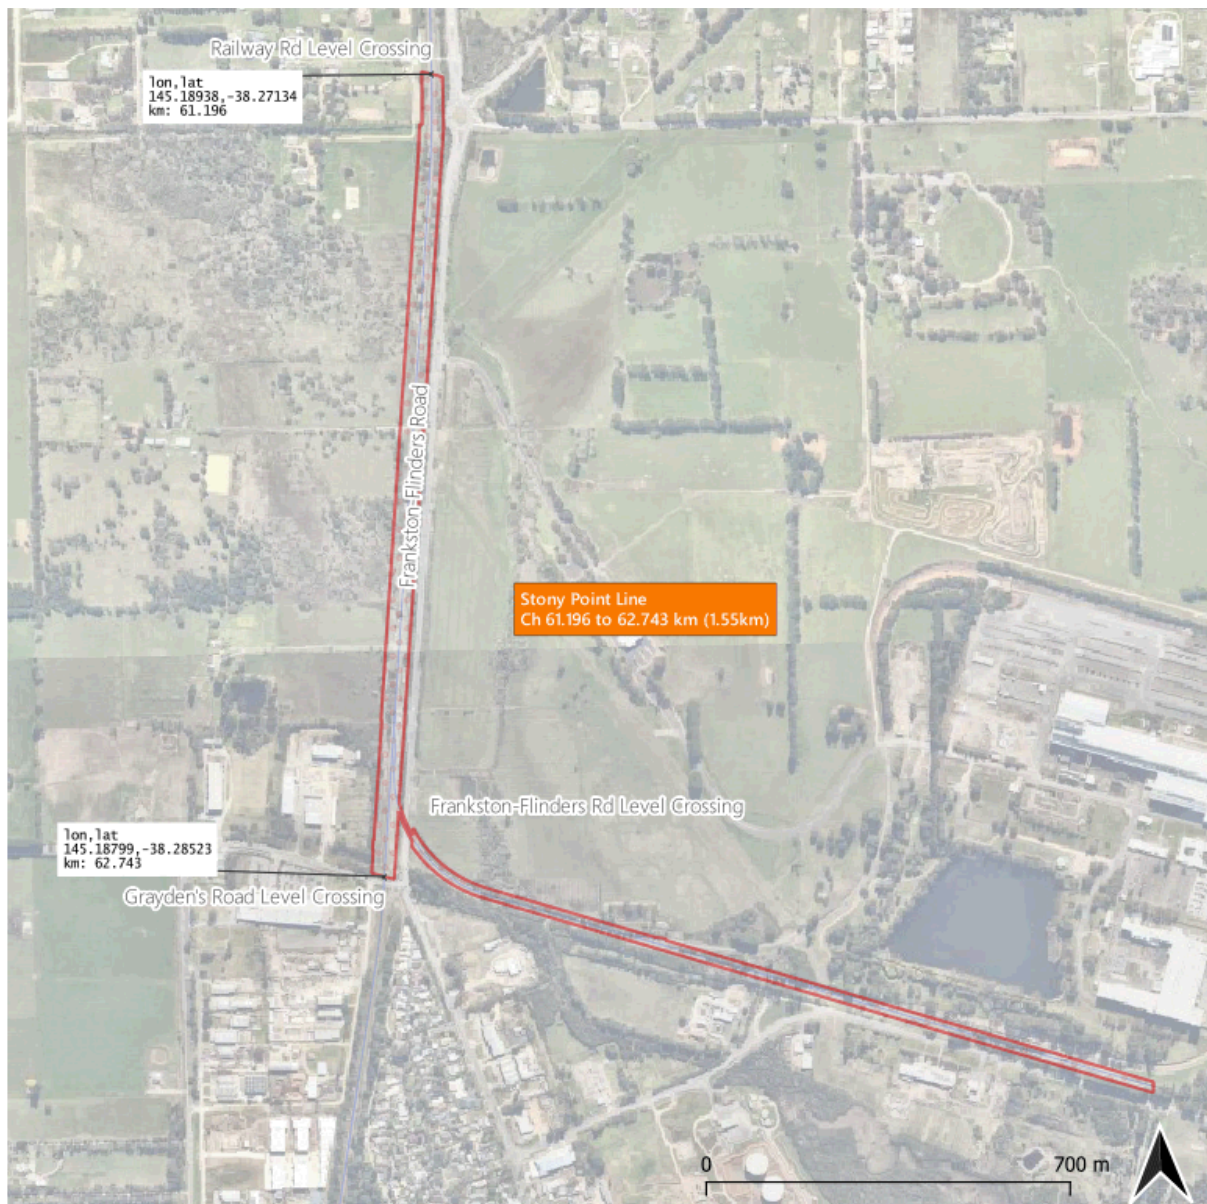 Railway Rd Level Crossing
lon,lat
145.18938,-38.27134
km: 61.196
Frankston-Flinders Road
Stony Point Line
Ch 61.196 to 62.743 km (1.55km)
Frankston-Flinders Rd Level Crossing
lon,lat
145.18799,-38.28523
km: 62.743
Grayden's Road Level Crossing
0
700 m